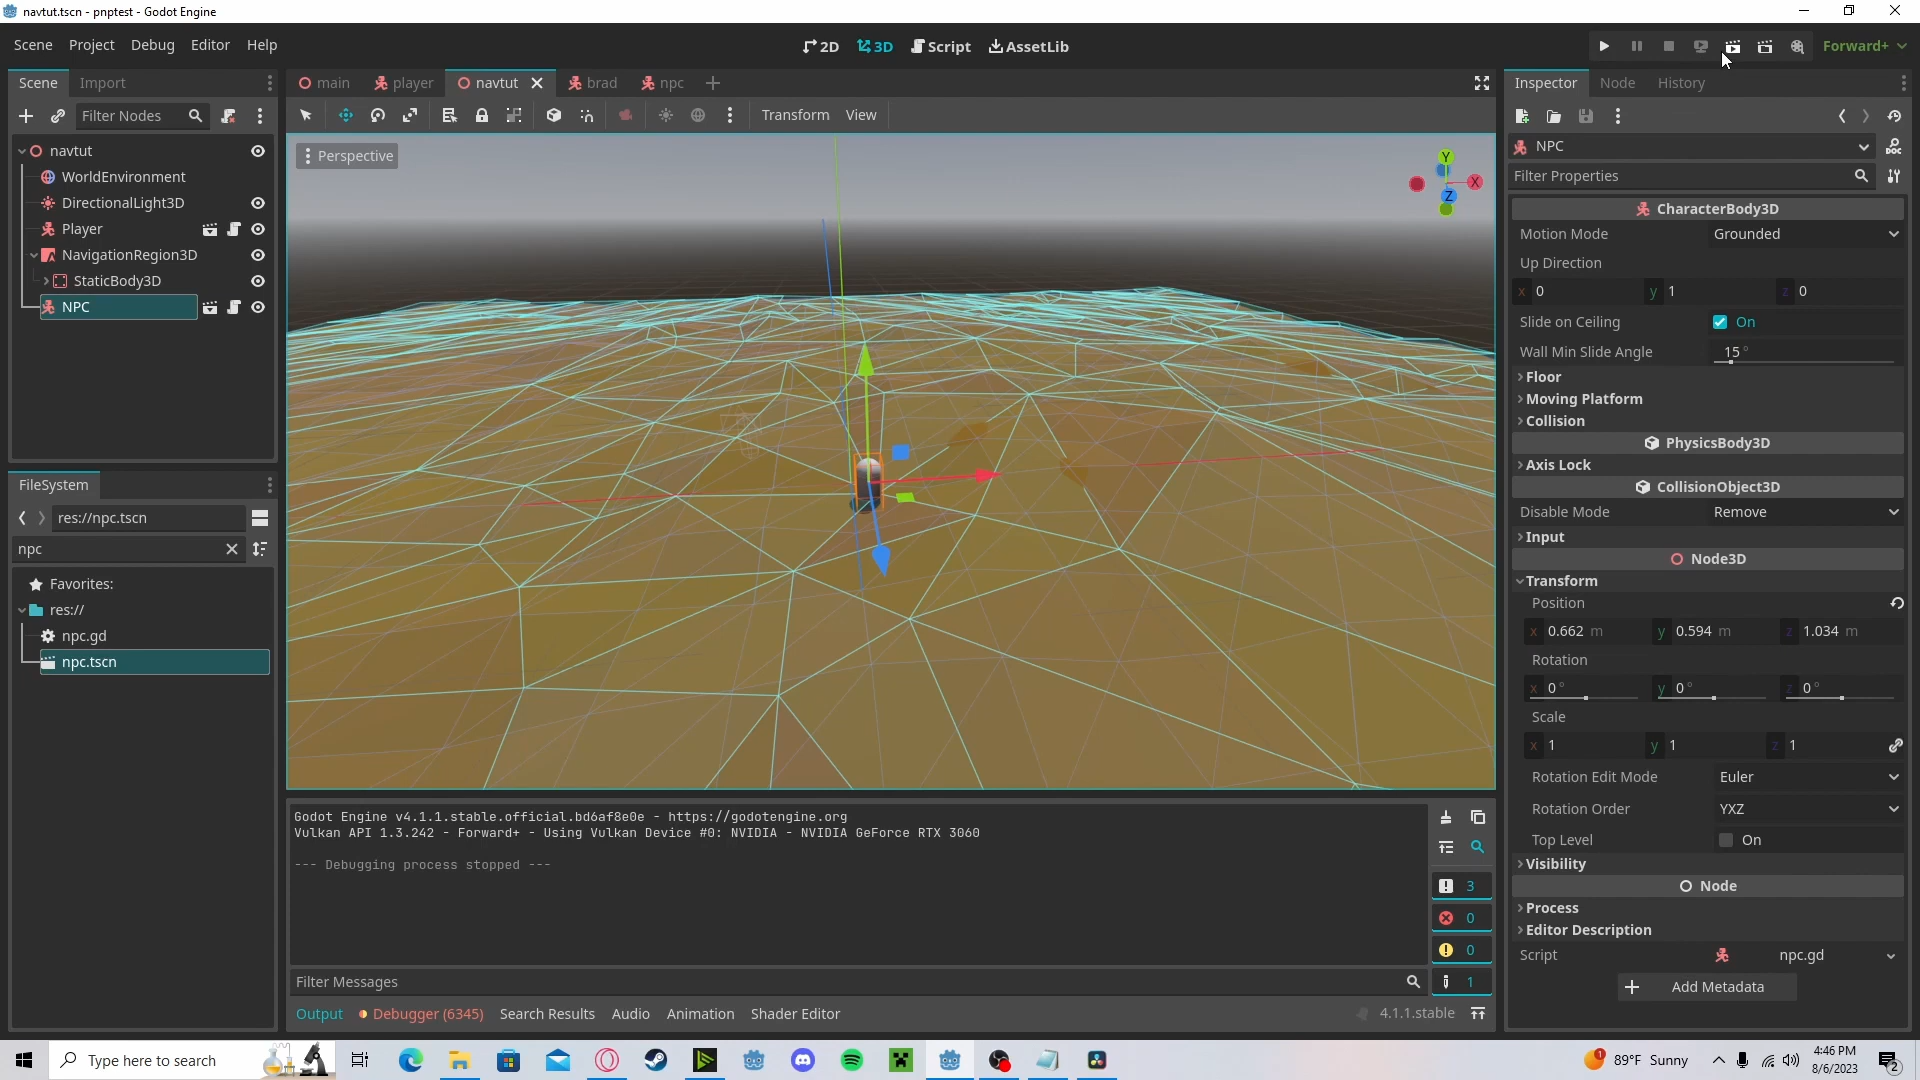 navtut.tscn - pnptest - Godot Engine
Scene Project Debug Editor Help
2D 3D Script AssetLib
Forward+
Scene Import
main player navtut brad npc
Inspector Node History
Filter Nodes
Transform View
navtut
WorldEnvironment
DirectionalLight3D
Player
NavigationRegion3D
StaticBody3D
NPC
Perspective
Y
X
Z
NPC
Filter Properties
CharacterBody3D
Motion Mode Grounded
Up Direction
x 0 y 1 z 0
Slide on Ceiling On
Wall Min Slide Angle 15 °
Floor
Moving Platform
Collision
PhysicsBody3D
Axis Lock
CollisionObject3D
Disable Mode Remove
Input
Node3D
Transform
Position
x 0.662 m y 0.594 m z 1.034 m
Rotation
x 0 ° y 0 ° z 0 °
Scale
x 1 y 1 z 1
Rotation Edit Mode Euler
Rotation Order YXZ
Top Level On
Visibility
Node
Process
Editor Description
Script npc.gd
Add Metadata
FileSystem
res://npc.tscn
npc
Favorites:
res://
npc.gd
npc.tscn
Godot Engine v4.1.1.stable.official.bd6af8e0e - https://godotengine.org
Vulkan API 1.3.242 - Forward+ - Using Vulkan Device #0: NVIDIA - NVIDIA GeForce RTX 3060
--- Debugging process stopped ---
3
0
0
1
Filter Messages
Output Debugger (6345) Search Results Audio Animation Shader Editor 4.1.1.stable
Type here to search
1
89°F Sunny
4:46 PM
8/6/2023
2